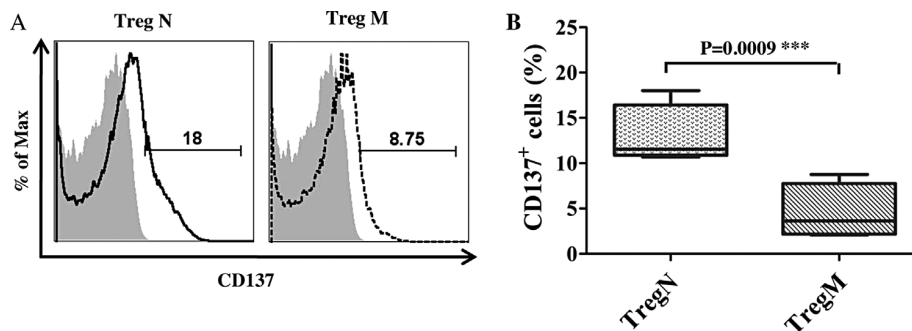 A
Treg N
Treg M
% of Max
18
8.75
CD137
B
P=0.0009 ***
CD137⁺ cells (%)
25
20
15
10
5
0
TregN
TregM